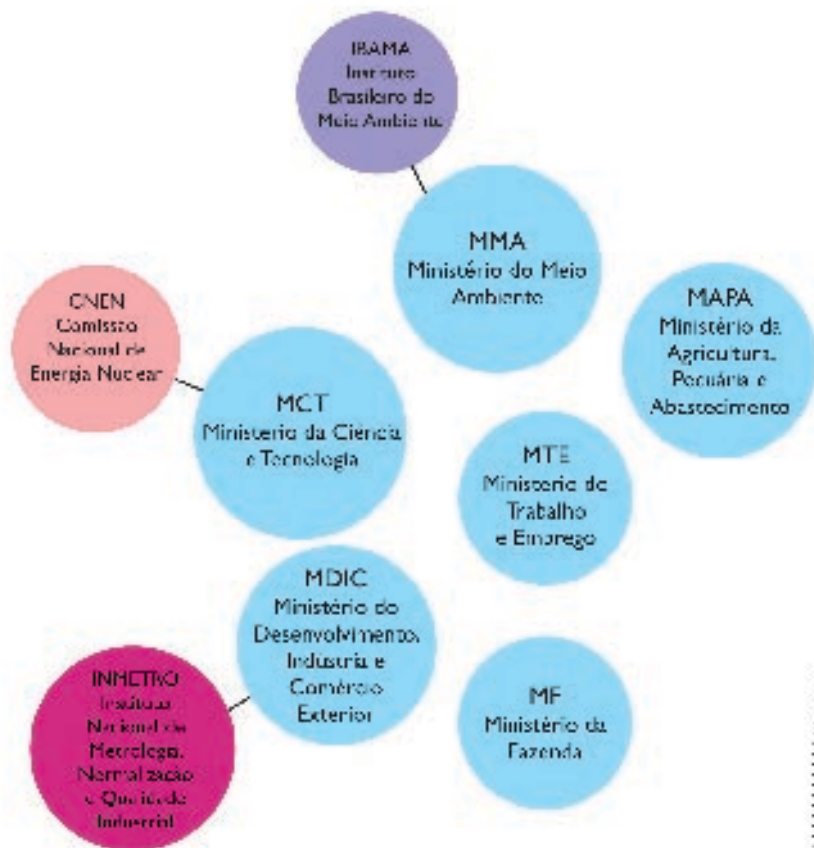 IBAMA
Instituto
Brasileiro do
Meio Ambiente
MMA
Ministério do Meio
Ambiente
MAPA
Ministério da
Agricultura,
Pecuária e
Abastecimento
CNEN
Comissão
Nacional de
Energia Nuclear
MCT
Ministerio da Ciência
e Tecnologia
MTE
Ministerio do
Trabalho
e Emprego
MDIC
Ministério do
Desenvolvimento,
Indústria e
Comércio
Exterior
INMETRO
Instituto
Nacional de
Metrologia,
Normalização
e Qualidade
Industrial
MF
Ministério da
Fazenda